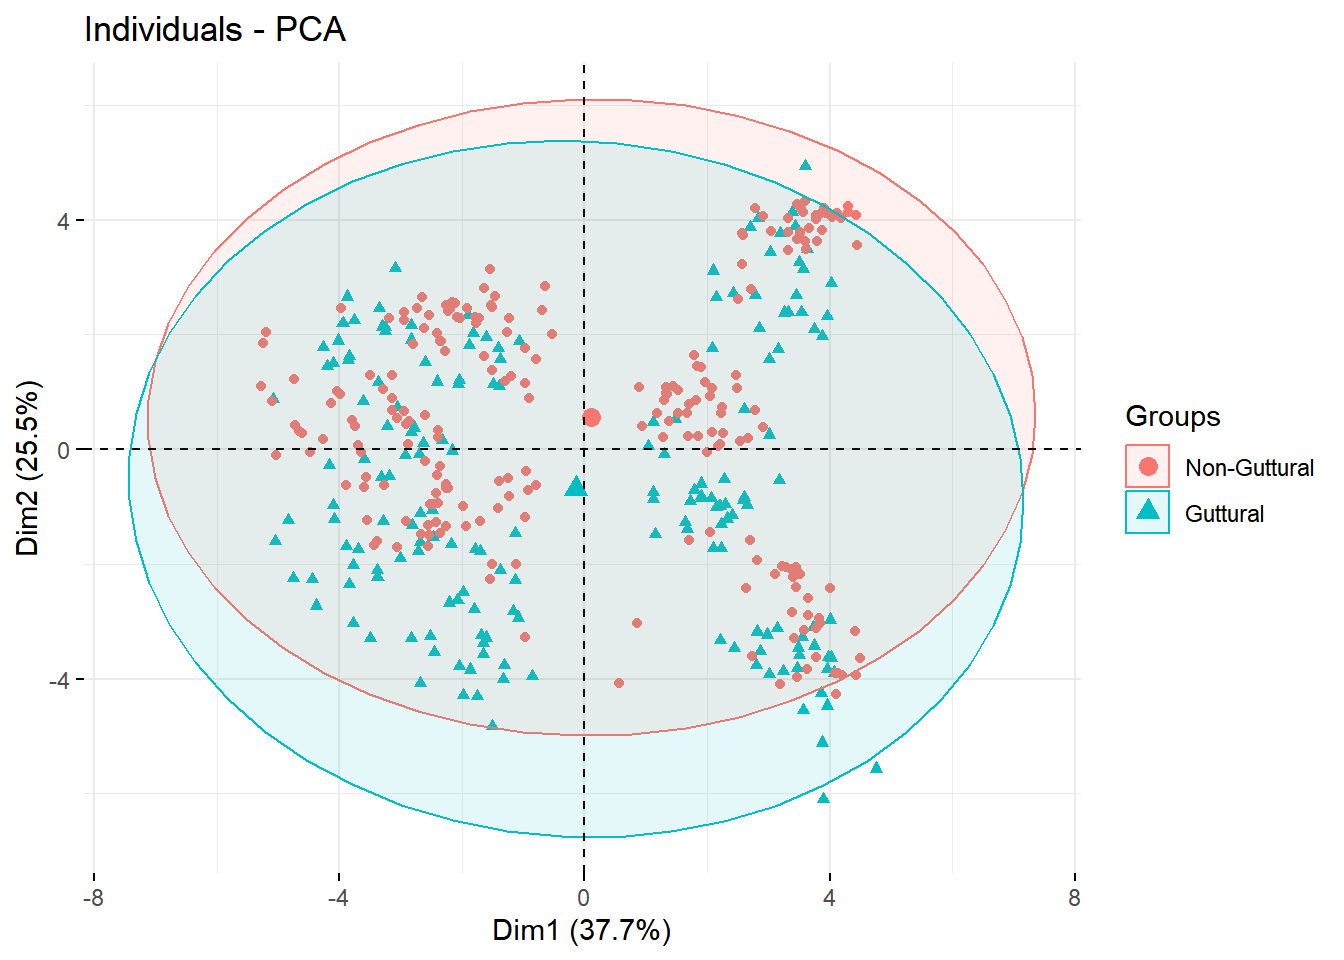 Individuals - PCA
Dim2 (25.5%)
4
0
-4
-8
-4
0
4
8
Dim1 (37.7%)
Groups
Non-Guttural
Guttural